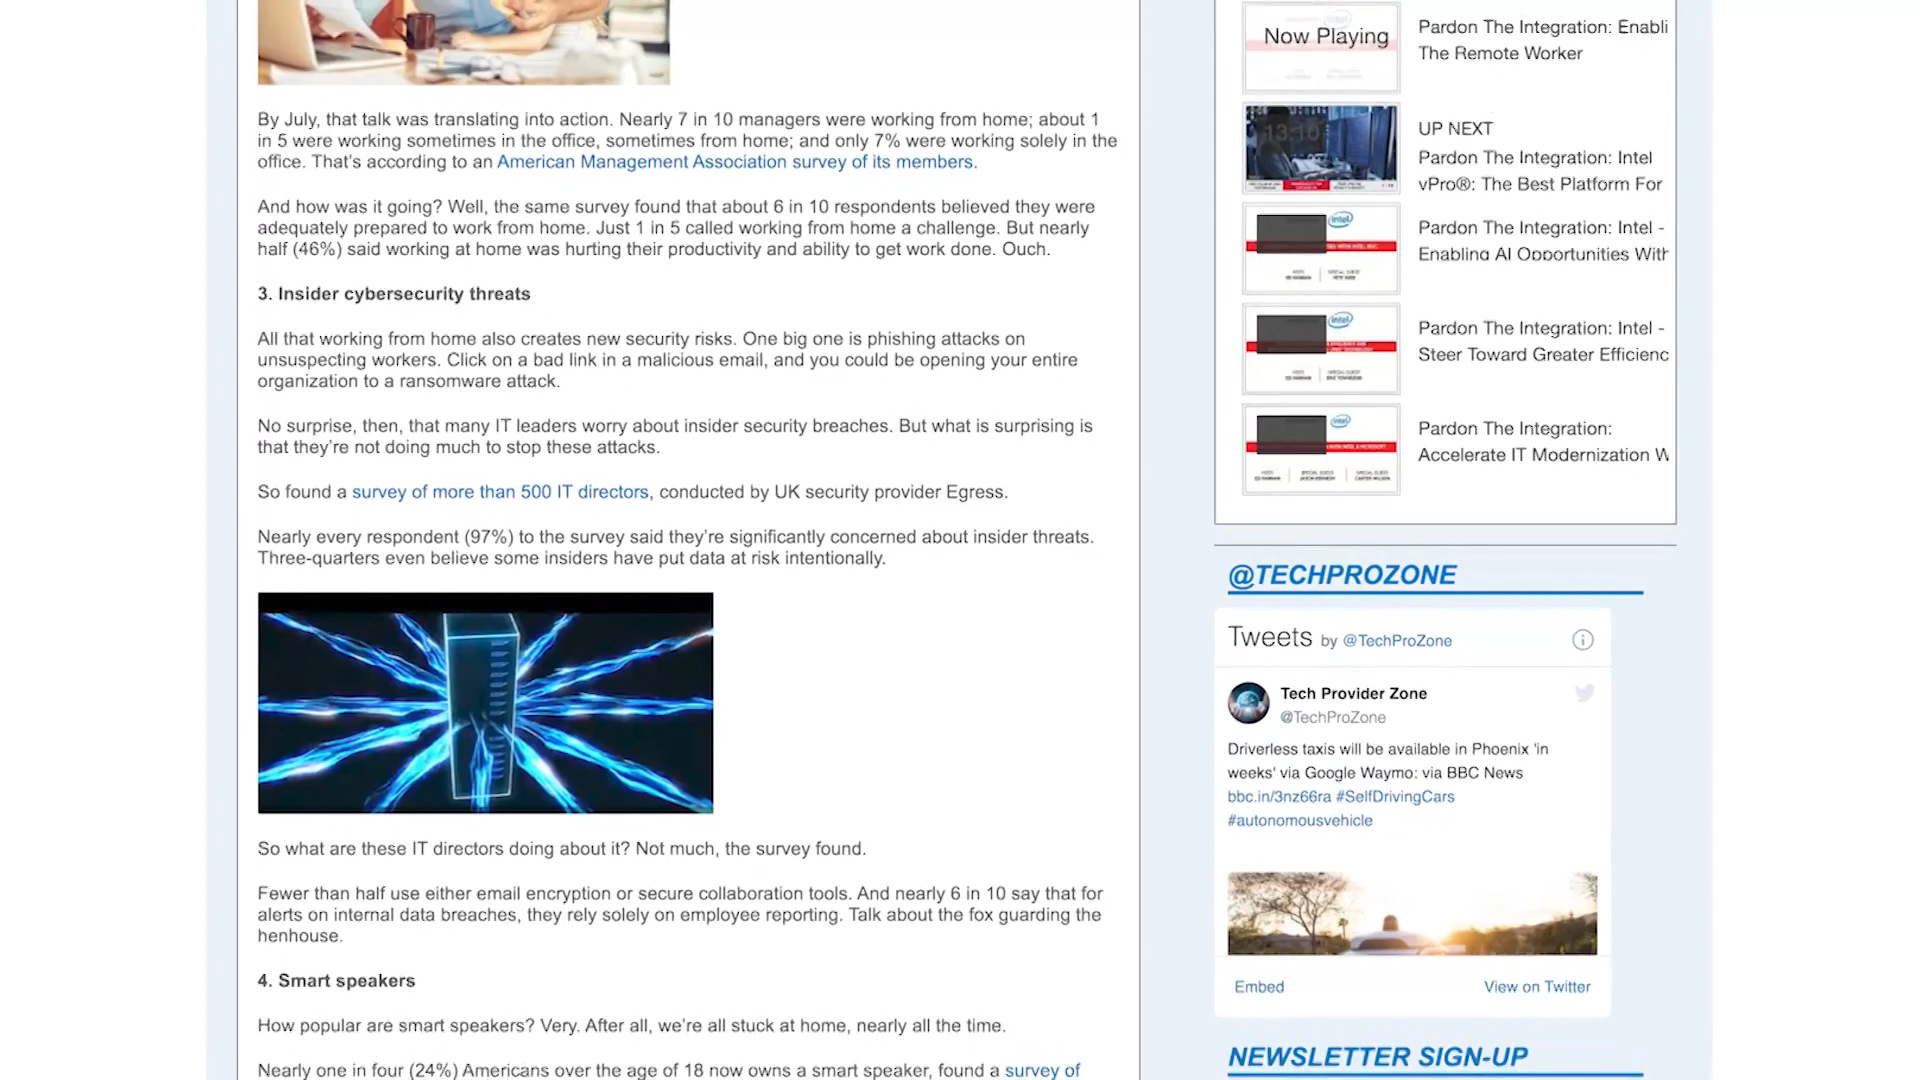 By July, that talk was translating into action. Nearly 7 in 10 managers were working from home; about 1
in 5 were working sometimes in the office, sometimes from home; and only 7% were working solely in the
office. That’s according to an American Management Association survey of its members.
And how was it going? Well, the same survey found that about 6 in 10 respondents believed they were
adequately prepared to work from home. Just 1 in 5 called working from home a challenge. But nearly
half (46%) said working at home was hurting their productivity and ability to get work done. Ouch.
3. Insider cybersecurity threats
All that working from home also creates new security risks. One big one is phishing attacks on
unsuspecting workers. Click on a bad link in a malicious email, and you could be opening your entire
organization to a ransomware attack.
No surprise, then, that many IT leaders worry about insider security breaches. But what is surprising is
that they’re not doing much to stop these attacks.
So found a survey of more than 500 IT directors, conducted by UK security provider Egress.
Nearly every respondent (97%) to the survey said they’re significantly concerned about insider threats.
Three-quarters even believe some insiders have put data at risk intentionally.
So what are these IT directors doing about it? Not much, the survey found.
Fewer than half use either email encryption or secure collaboration tools. And nearly 6 in 10 say that for
alerts on internal data breaches, they rely solely on employee reporting. Talk about the fox guarding the
henhouse.
4. Smart speakers
How popular are smart speakers? Very. After all, we’re all stuck at home, nearly all the time.
Nearly one in four (24%) Americans over the age of 18 now owns a smart speaker, found a survey of
Now Playing
Pardon The Integration: Enabli
The Remote Worker
UP NEXT
Pardon The Integration: Intel
vPro®: The Best Platform For
intel
Pardon The Integration: Intel -
Enabling AI Opportunities With
intel
Pardon The Integration: Intel -
Steer Toward Greater Efficienc
intel
Pardon The Integration:
Accelerate IT Modernization W
@TECHPROZONE
Tweets by @TechProZone
Tech Provider Zone
@TechProZone
Driverless taxis will be available in Phoenix 'in
weeks' via Google Waymo: via BBC News
bbc.in/3nz66ra #SelfDrivingCars
#autonomousvehicle
Embed
View on Twitter
NEWSLETTER SIGN-UP